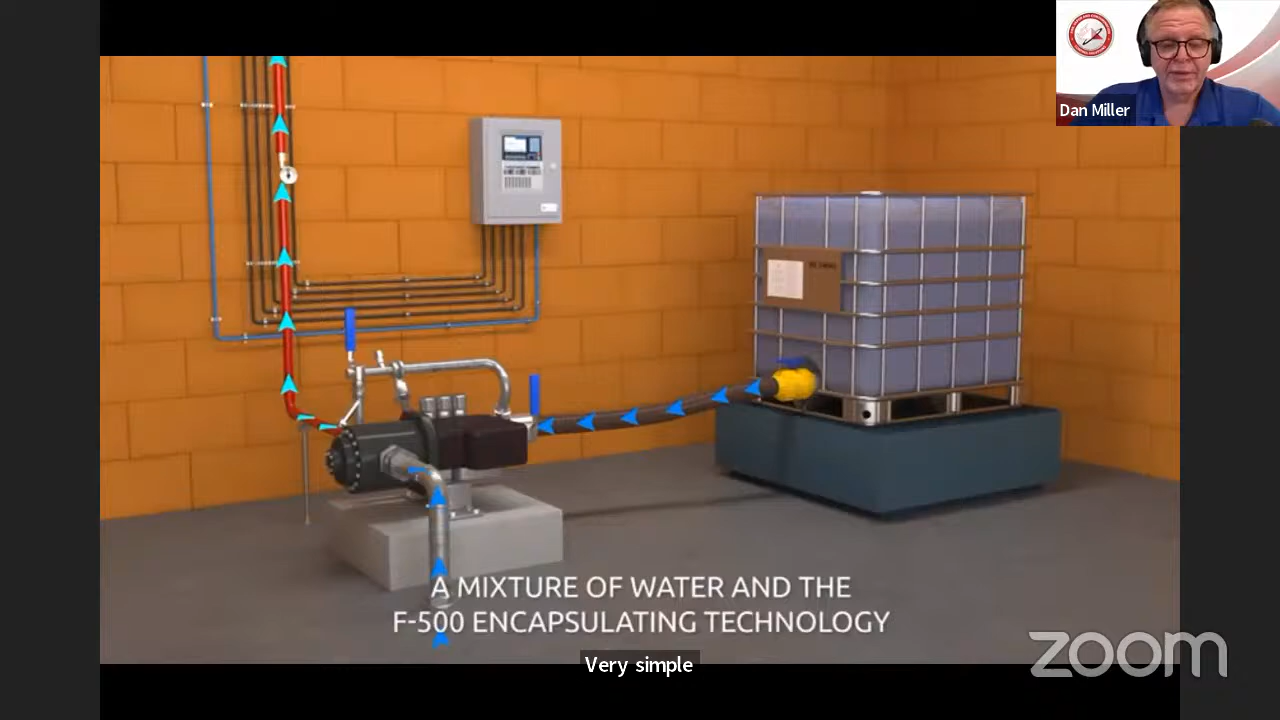 Dan Miller
A MIXTURE OF WATER AND THE
F-500 ENCAPSULATING TECHNOLOGY
Very simple
zoom